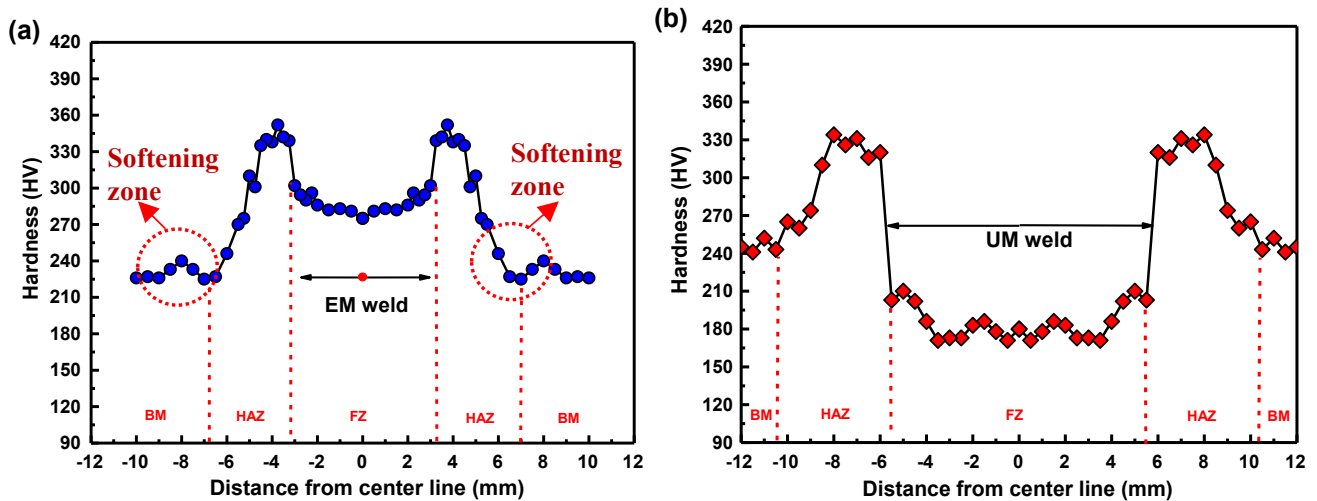 (a)
420
390
360
330
300
270
240
210
180
150
120
90
Hardness (HV)
Softening
zone
Softening
zone
EM weld
BM
HAZ
FZ
HAZ
BM
-12 -10 -8 -6 -4 -2 0 2 4 6 8 10 12
Distance from center line (mm)
(b)
420
390
360
330
300
270
240
210
180
150
120
90
Hardness (HV)
UM weld
BM
HAZ
FZ
HAZ
BM
-12 -10 -8 -6 -4 -2 0 2 4 6 8 10 12
Distance from center line (mm)